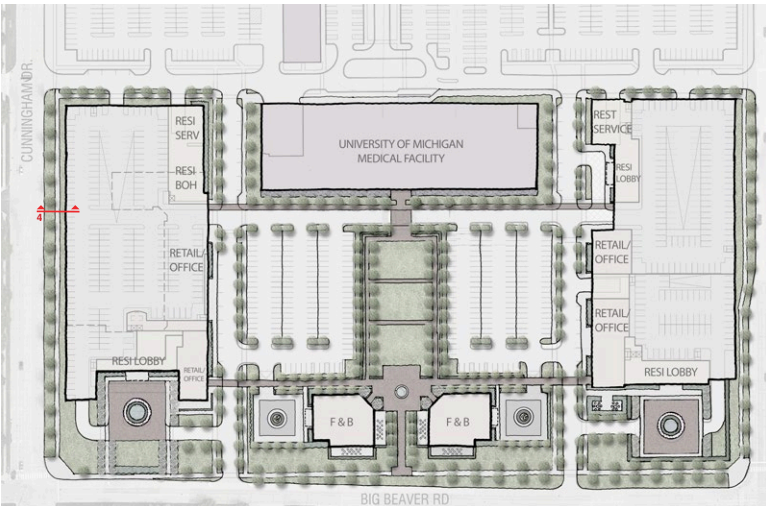 CUNNINGHAM DR.
RESI
SERV
RESI
BOH
UNIVERSITY OF MICHIGAN
MEDICAL FACILITY
REST
SERVICE
RESI
LOBBY
4
RETAIL/
OFFICE
RETAIL/
OFFICE
RETAIL/
OFFICE
RESI LOBBY
RETAIL/
OFFICE
RESI LOBBY
F & B
F & B
BIG BEAVER RD